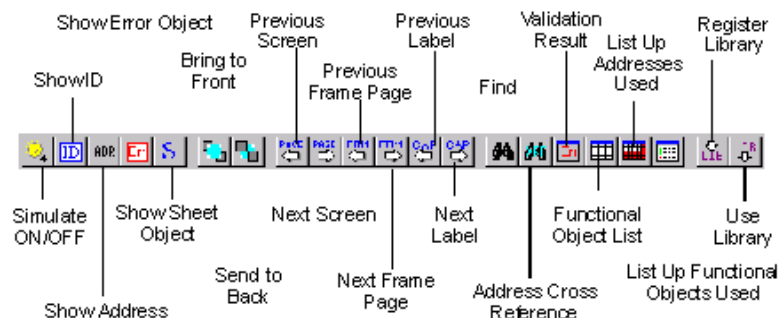 Show Error Object
Previous
Screen
Previous
Label
Validation
Result
Register
Library
ShowID
Bring to
Front
Previous
Frame Page
Find
List Up
Addresses
Used
ID
ADR
Er
S
PAGE
PAGE
CAP
CAP
LIB
Simulate
ON/OFF
Show Sheet
Object
Next Screen
Next
Label
Functional
Object List
Use
Library
Show Address
Send to
Back
Next Frame
Page
Address Cross
Reference
List Up Functional
Objects Used